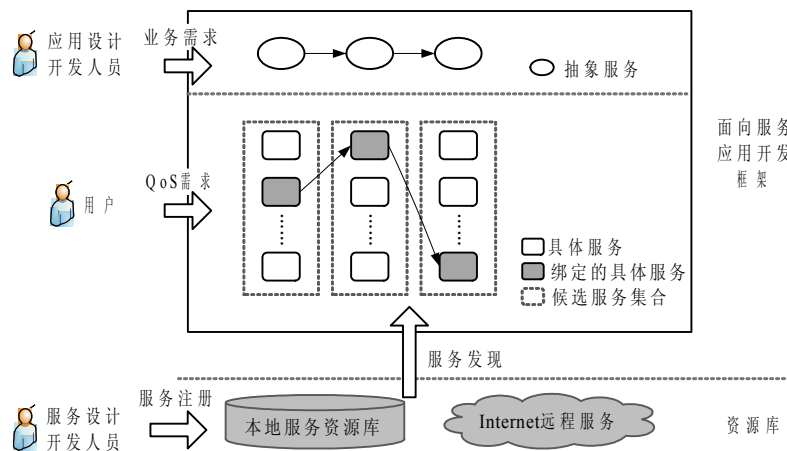 应用设计
开发人员
业务需求
抽象服务
面向服务
应用开发
框架
QoS需求
用户
具体服务
绑定的具体服务
候选服务集合
服务发现
服务注册
服务设计
开发人员
本地服务资源库
Internet远程服务
资源库